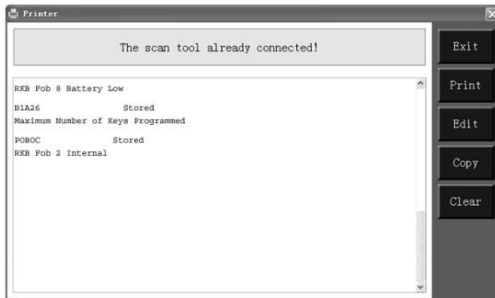 Printer
The scan tool already connected!
RKB Fob 8 Battery Low
B1A26 Stored
Maximum Number of Keys Programmed
POBOC Stored
RKB Fob 2 Internal
Exit
Print
Edit
Copy
Clear